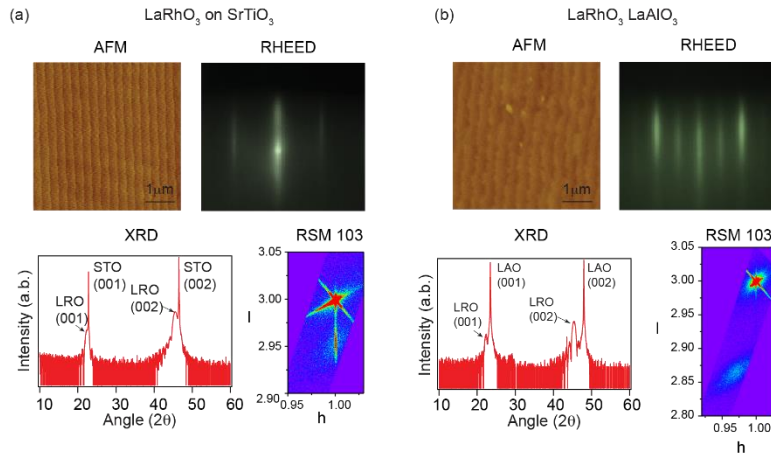 (a) LaRhO3 on SrTiO3
AFM
RHEED
1μm
XRD
Intensity (a.b.)
LRO
(001)
STO
(001)
LRO
(002)
STO
(002)
10 20 30 40 50 60
Angle (2θ)
RSM 103
l
3.05
3.00
2.95
2.90
0.95 1.00
h
(b) LaRhO3 LaAlO3
AFM
RHEED
1μm
XRD
Intensity (a.b.)
LRO
(001)
LAO
(001)
LRO
(002)
LAO
(002)
10 20 30 40 50 60
Angle (2θ)
RSM 103
l
3.05
3.00
2.95
2.90
2.85
2.80
0.95 1.00
h